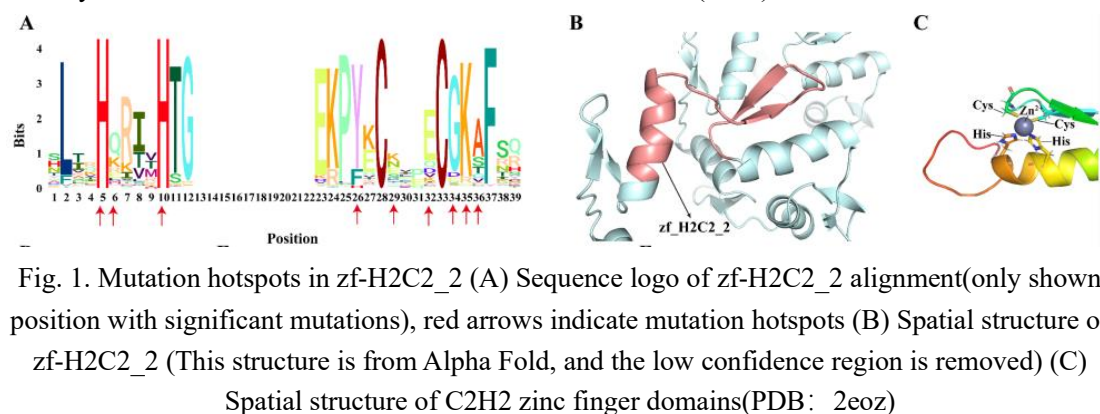 A
B
C
4
3
2
1
0
Bits
1 2 3 4 5 6 7 8 9 10 11 12 13 14 15 16 17 18 19 20 21 22 23 24 25 26 27 28 29 30 31 32 33 34 35 36 37 38 39
Position
zf_H2C2_2
Cys
Zn²
Cys
His
His
Fig. 1. Mutation hotspots in zf-H2C2_2 (A) Sequence logo of zf-H2C2_2 alignment(only shown
position with significant mutations), red arrows indicate mutation hotspots (B) Spatial structure o
zf-H2C2_2 (This structure is from Alpha Fold, and the low confidence region is removed) (C)
Spatial structure of C2H2 zinc finger domains(PDB： 2eoz)